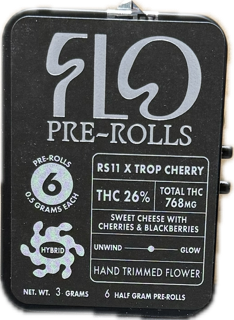 FLO
PRE-ROLLS
PRE-ROLLS
6
0.5 GRAMS EACH
HYBRID
RS11 X TROP CHERRY
THC 26%
TOTAL THC
768MG
SWEET CHEESE WITH
CHERRIES & BLACKBERRIES
UNWIND GLOW
HAND TRIMMED FLOWER
NET. WT. 3 GRAMS 6 HALF GRAM PRE-ROLLS